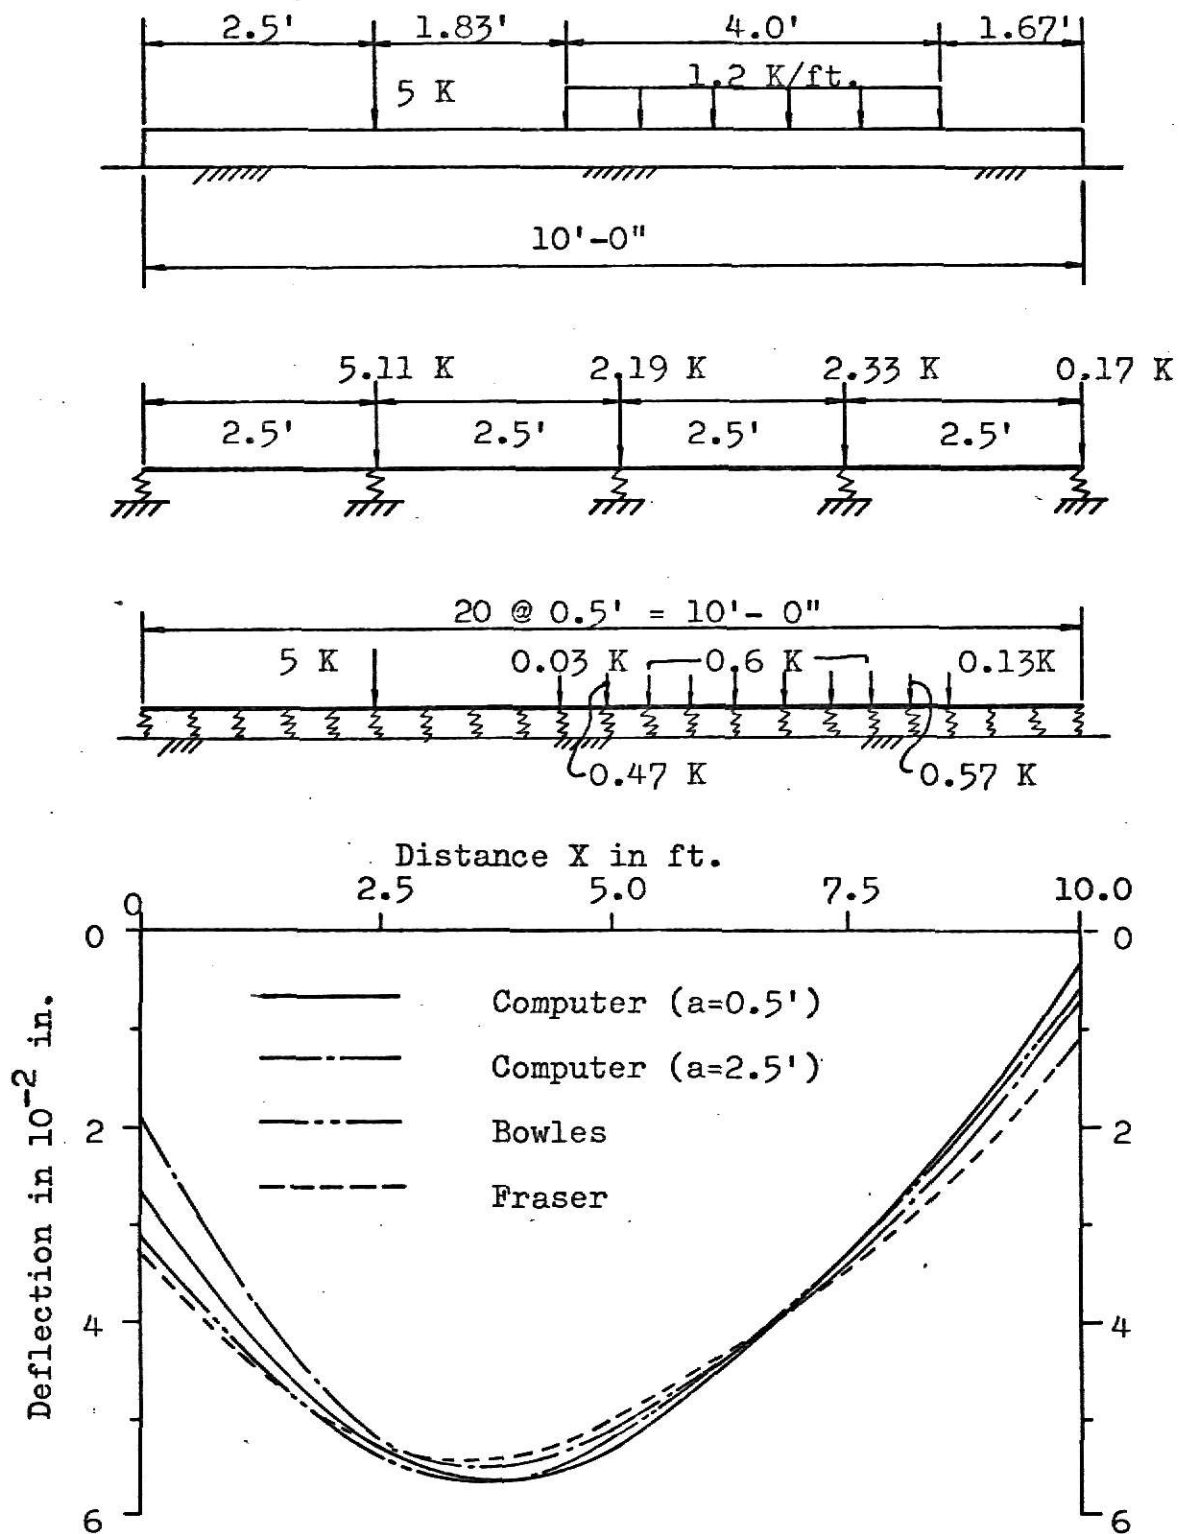 2.5' 1.83' 4.0' 1.67'
1.2 K/ft.
5 K
10'-0"
5.11 K 2.19 K 2.33 K 0.17 K
2.5' 2.5' 2.5' 2.5'
20 @ 0.5' = 10'- 0"
5 K 0.03 K 0.6 K 0.13K
0.47 K 0.57 K
Distance X in ft.
0 2.5 5.0 7.5 10.0
0 0
Computer (a=0.5')
Computer (a=2.5')
2 Bowles 2
Fraser
4 4
6 6
Deflection in 10-2 in.